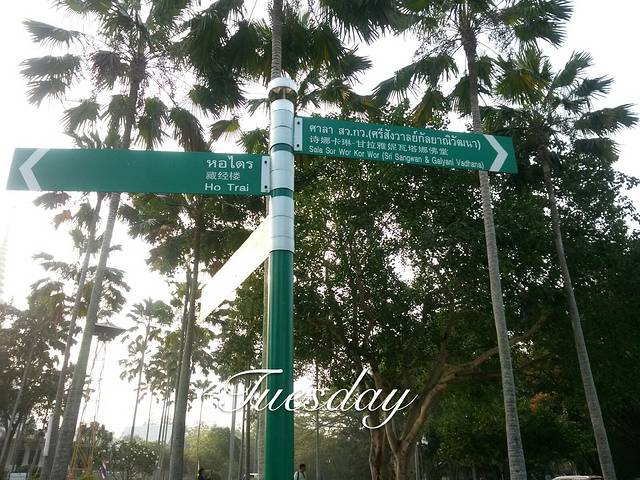 หอไตร
藏经楼
Ho Trai
ศาลา สว.กว.(ศรีสังวาลย์กัลยาณิวัฒนา)
诗娜卡琳·甘拉雅妮瓦塔娜佛堂
Sala Sor Wor Kor Wor (Sri Sangwan & Galyani Vadhana)
Tuesday